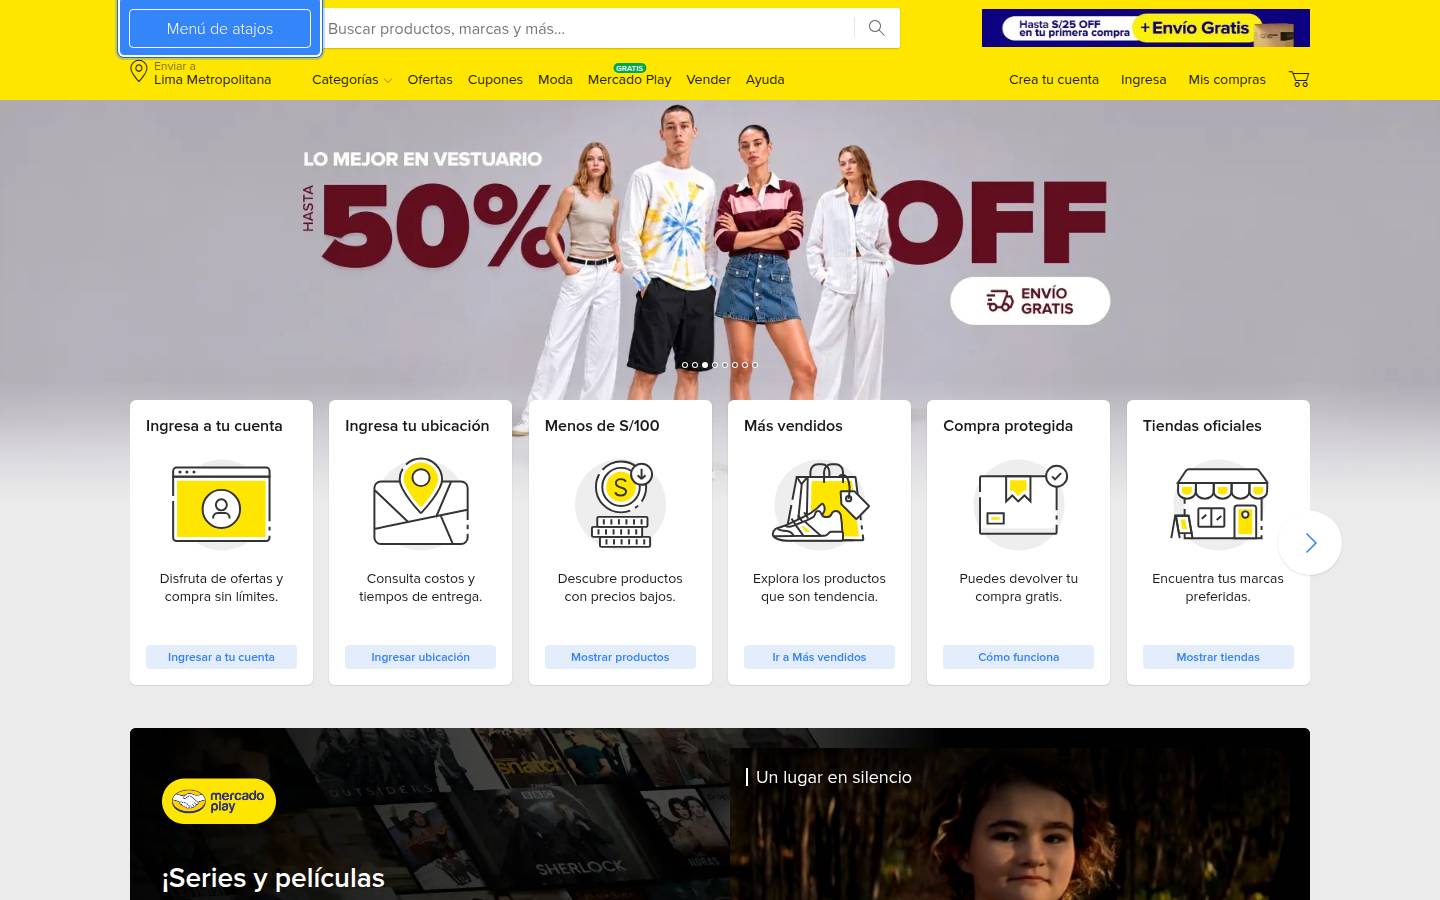 Menú de atajos
Buscar productos, marcas y más...
Hasta S/25 OFF
en tu primera compra
+Envío Gratis
Enviar a
Lima Metropolitana
Categorías
Ofertas
Cupones
Moda
GRATIS
Mercado Play
Vender
Ayuda
Crea tu cuenta
Ingresa
Mis compras
LO MEJOR EN VESTUARIO
HASTA
50%
OFF
ENVÍO
GRATIS
Ingresa a tu cuenta
Disfruta de ofertas y
compra sin límites.
Ingresar a tu cuenta
Ingresa tu ubicación
Consulta costos y
tiempos de entrega.
Ingresar ubicación
Menos de S/100
S
Descubre productos
con precios bajos.
Mostrar productos
Más vendidos
Explora los productos
que son tendencia.
Ir a Más vendidos
Compra protegida
Puedes devolver tu
compra gratis.
Cómo funciona
Tiendas oficiales
Encuentra tus marcas
preferidas.
Mostrar tiendas
mercado
play
¡Series y películas
OUTSIDERS
snatch
BBC
SHERLOCK
Un lugar en silencio